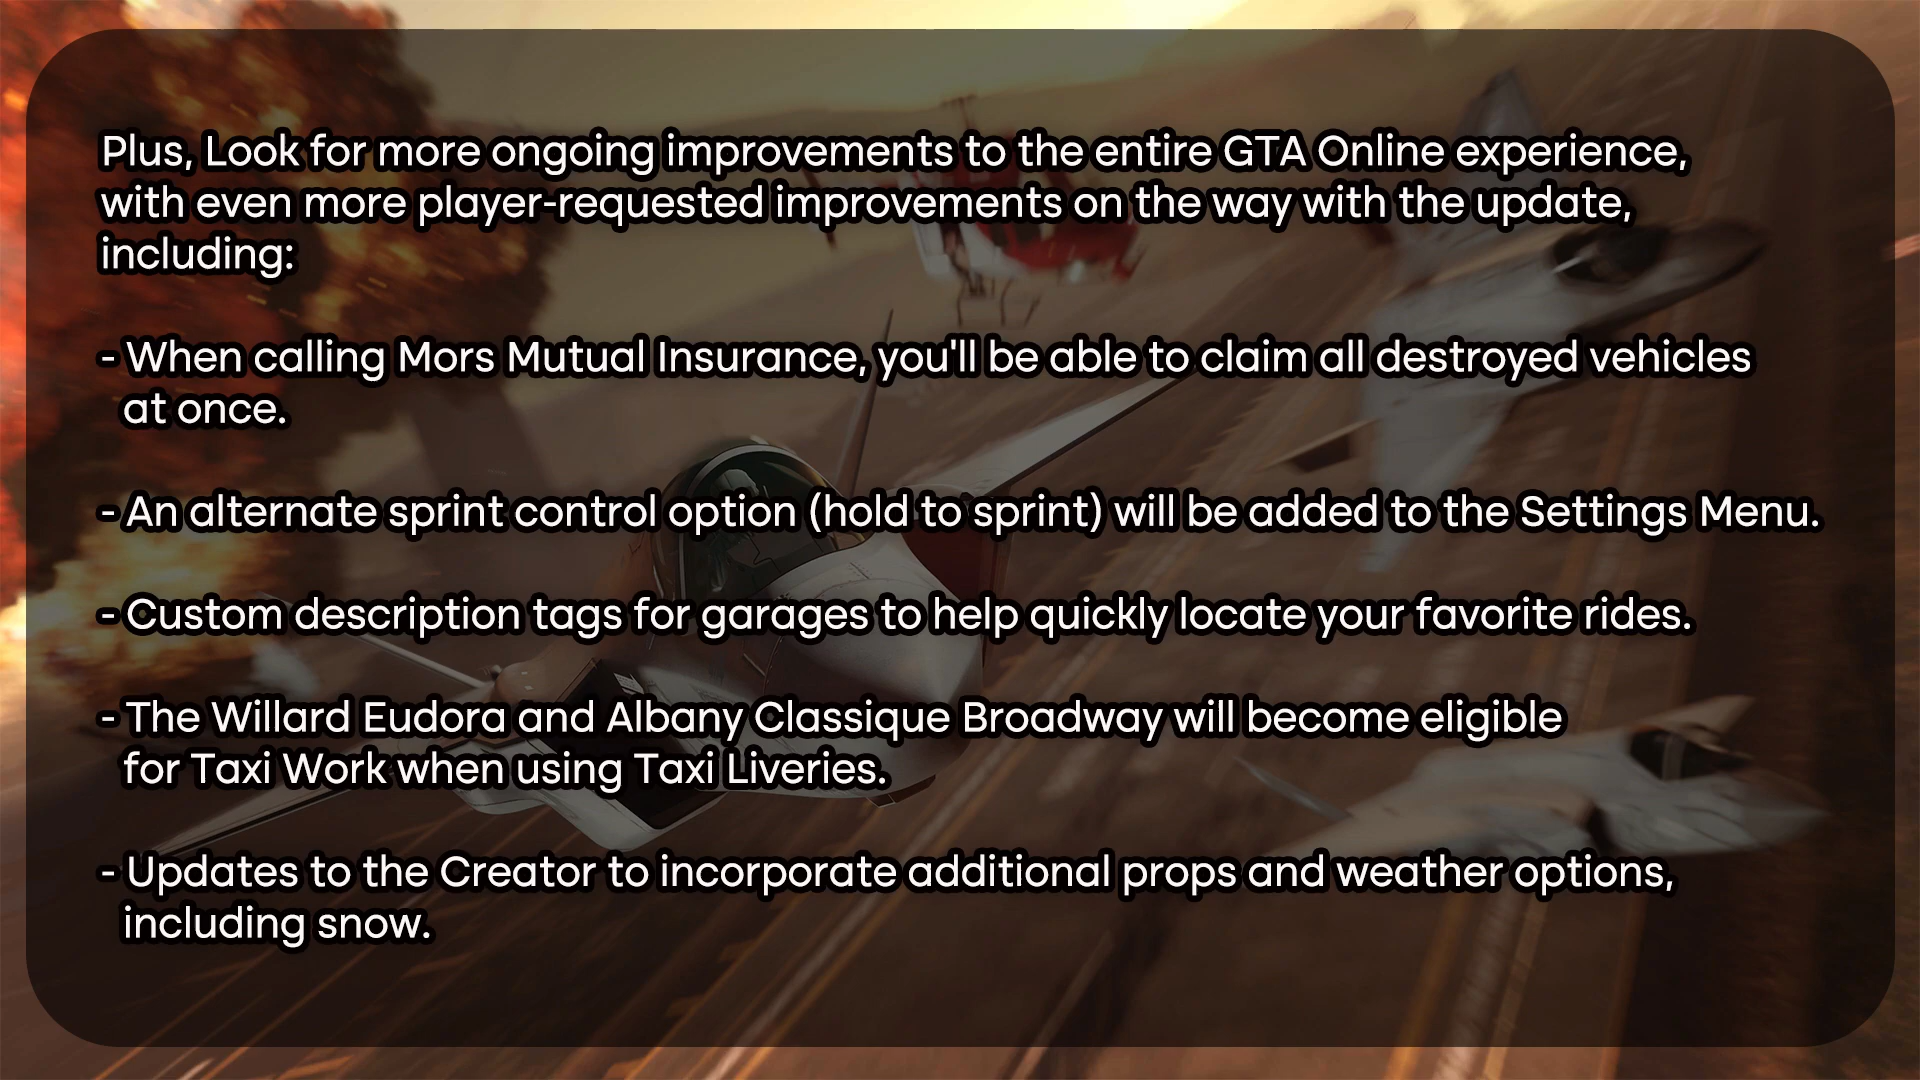 Plus, Look for more ongoing improvements to the entire GTA Online experience,
with even more player-requested improvements on the way with the update,
including:
- When calling Mors Mutual Insurance, you'll be able to claim all destroyed vehicles
at once.
- An alternate sprint control option (hold to sprint) will be added to the Settings Menu.
- Custom description tags for garages to help quickly locate your favorite rides.
- The Willard Eudora and Albany Classique Broadway will become eligible
for Taxi Work when using Taxi Liveries.
- Updates to the Creator to incorporate additional props and weather options,
including snow.